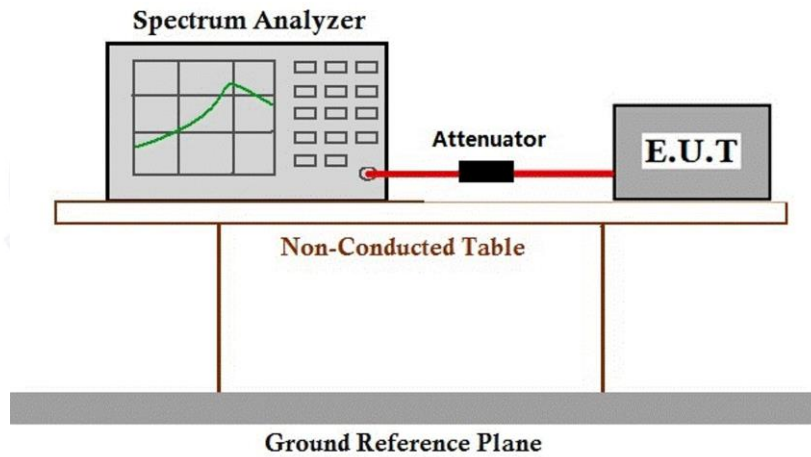 Spectrum Analyzer
Attenuator
E.U.T
Non-Conducted Table
Ground Reference Plane